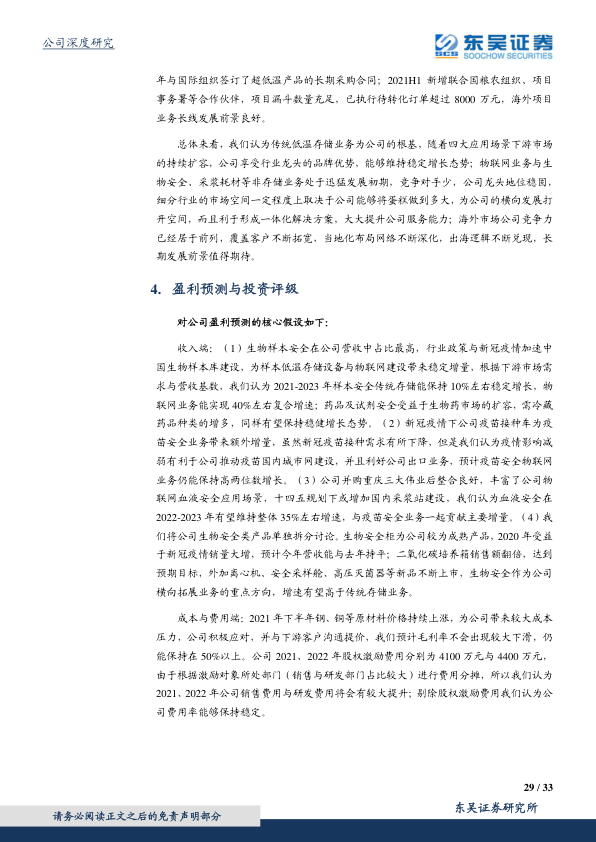 公司深度研究
东吴证券
SOOCHOW SECURITIES
年与国际组织签订了超低温产品的长期采购合同；2021H1 新增联合国粮农组织、项目
事务署等合作伙伴，项目漏斗数量充足，已执行待转化订单超过 8000 万元，海外项目
业务长线发展前景良好。
总体来看，我们认为传统低温存储业务为公司的根基，随着四大应用场景下游市场
的持续扩容，公司享受行业龙头的品牌优势，能够维持稳定增长态势；物联网业务与生
物安全、采浆耗材等非存储业务处于迅猛发展初期，竞争对手少，公司龙头地位稳固，
细分行业的市场空间一定程度上取决于公司能够将蛋糕做到多大，为公司的横向发展打
开空间，而且利于形成一体化解决方案，大大提升公司服务能力；海外市场公司竞争力
已经居于前列，覆盖客户不断拓宽，当地化布局网络不断深化，出海逻辑不断兑现，长
期发展前景值得期待。
4. 盈利预测与投资评级
对公司盈利预测的核心假设如下：
收入端：（1）生物样本安全在公司营收中占比最高，行业政策与新冠疫情加速中
国生物样本库建设，为样本低温存储设备与物联网建设带来稳定增量，根据下游市场需
求与营收基数，我们认为 2021-2023 年样本安全传统存储能保持 10%左右稳定增长，物
联网业务能实现 40%左右复合增速；药品及试剂安全受益于生物药市场的扩容，需冷藏
药品种类的增多，同样有望保持稳健增长态势。（2）新冠疫情下公司疫苗接种车为疫
苗安全业务带来额外增量，虽然新冠疫苗接种需求有所下降，但是我们认为疫情影响减
弱有利于公司推动疫苗国内城市网建设，并且利好公司出口业务，预计疫苗安全物联网
业务仍能保持高两位数增长。（3）公司并购重庆三大伟业后整合良好，丰富了公司物
联网血液安全应用场景，十四五规划下或增加国内采浆站建设，我们认为血液安全在
2022-2023 年有望维持整体 35%左右增速，与疫苗安全业务一起贡献主要增量。（4）我
们将公司生物安全类产品单独拆分讨论。生物安全柜为公司较为成熟产品，2020 年受益
于新冠疫情销量大增，预计今年营收能与去年持平；二氧化碳培养箱销售额翻倍，达到
预期目标，外加离心机、安全采样舱、高压灭菌器等新品不断上市，生物安全作为公司
横向拓展业务的重点方向，增速有望高于传统存储业务。
成本与费用端：2021 年下半年钢、铜等原材料价格持续上涨，为公司带来较大成本
压力，公司积极应对，并与下游客户沟通提价，我们预计毛利率不会出现较大下滑，仍
能保持在 50%以上。公司 2021、2022 年股权激励费用分别为 4100 万元与 4400 万元，
由于根据激励对象所处部门（销售与研发部门占比较大）进行费用分摊，所以我们认为
2021、2022 年公司销售费用与研发费用将会有较大提升；剔除股权激励费用我们认为公
司费用率能够保持稳定。
29 / 33
东吴证券研究所
请务必阅读正文之后的免责声明部分